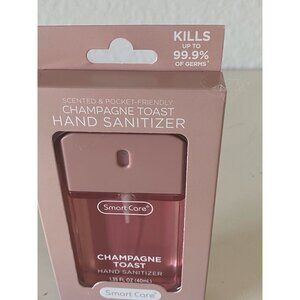 KILLS
UP TO
99.9%
OF GERMS*
SCENTED & POCKET-FRIENDLY
CHAMPAGNE TOAST
HAND SANITIZER
Smart Care®
CHAMPAGNE
TOAST
HAND SANITIZER
1.35 FL OZ (40mL)
Smart Care®